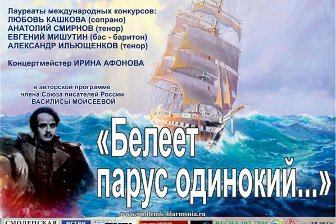 Лауреаты международных конкурсов:
ЛЮБОВЬ КАШКОВА (сопрано)
АНАТОЛИЙ СМИРНОВ (тенор)
ЕВГЕНИЙ МИШУТИН (бас - баритон)
АЛЕКСАНДР ИЛЬЮЩЕНКОВ (тенор)
Концертмейстер ИРИНА АФОНОВА
в авторской программе
члена Союза писателей России
ВАСИЛИСЫ МОИСЕЕВОЙ
«Белеет
парус одинокий...»
www.smolensk-filarmonia.ru
СМОЛЕНСКАЯ